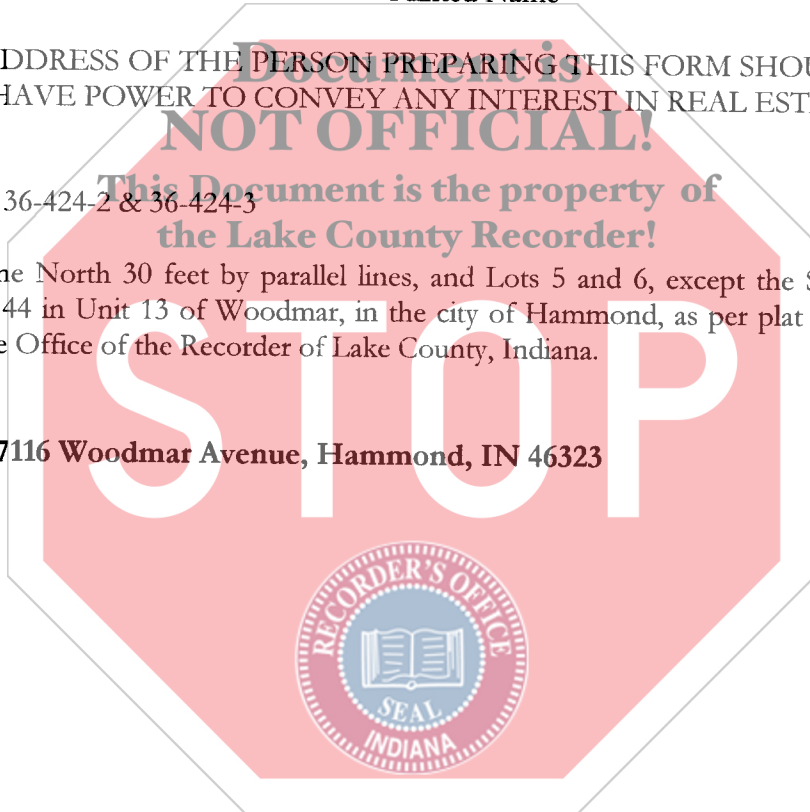 Printed Name
DDRESS OF THE PERSON PREPARING THIS FORM SHOU
Document is
HAVE POWER TO CONVEY ANY INTEREST IN REAL EST
NOT OFFICIAL!
36-424-2 & 36-424-3
This Document is the property of
the Lake County Recorder!
ne North 30 feet by parallel lines, and Lots 5 and 6, except the S
44 in Unit 13 of Woodmar, in the city of Hammond, as per plat
e Office of the Recorder of Lake County, Indiana.
STOP
7116 Woodmar Avenue, Hammond, IN 46323
RECORDER'S OFFICE
SEAL
INDIANA